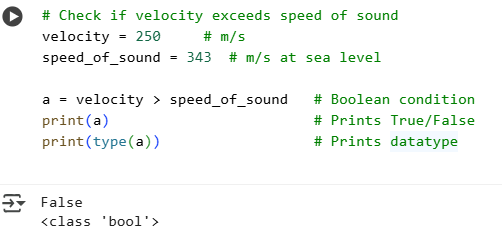 # Check if velocity exceeds speed of sound
velocity = 250     # m/s
speed_of_sound = 343  # m/s at sea level
a = velocity > speed_of_sound   # Boolean condition
print(a)                        # Prints True/False
print(type(a))                  # Prints datatype
False
<class 'bool'>